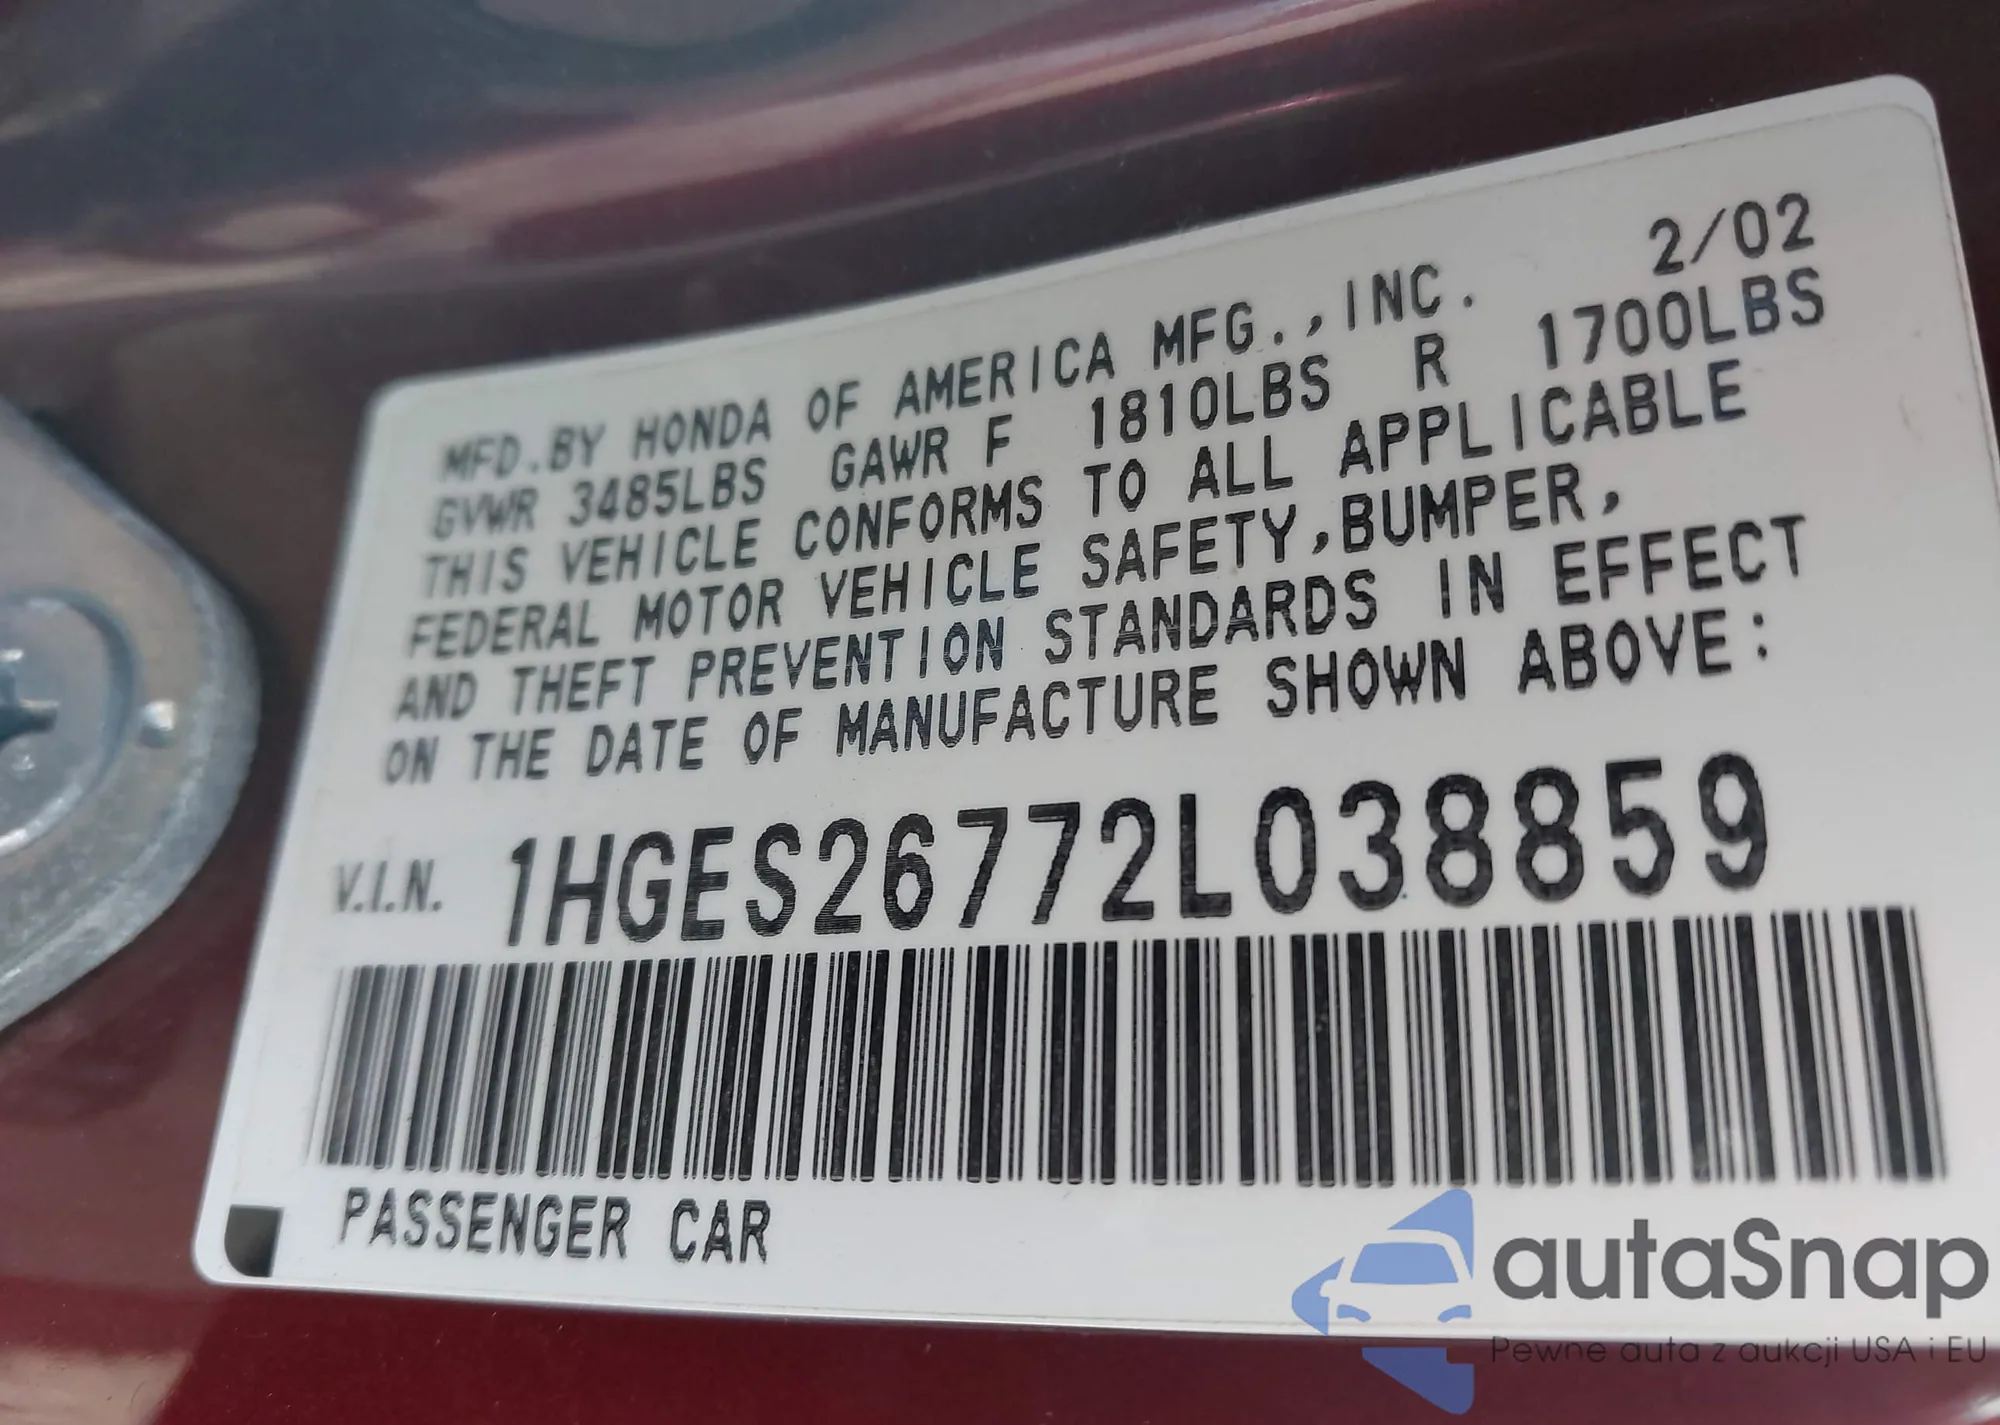 2/02
MFD.BY HONDA OF AMERICA MFG.,INC.
GVWR 3485LBS GAWR F 1810LBS R 1700LBS
THIS VEHICLE CONFORMS TO ALL APPLICABLE
FEDERAL MOTOR VEHICLE SAFETY,BUMPER,
AND THEFT PREVENTION STANDARDS IN EFFECT
ON THE DATE OF MANUFACTURE SHOWN ABOVE:
V.I.N. 1HGES26772L038859
PASSENGER CAR
autaSnap
Pewne auta z aukcji USA i EU